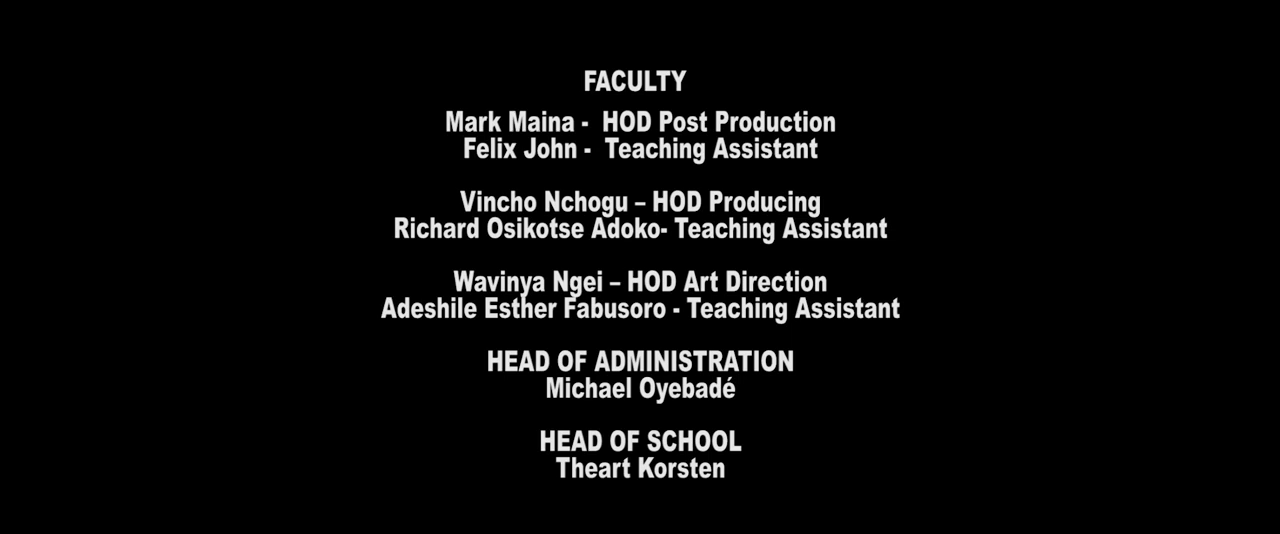 FACULTY
Mark Maina -  HOD Post Production
Felix John -  Teaching Assistant
Vincho Nchogu – HOD Producing
Richard Osikotse Adoko- Teaching Assistant
Wavinya Ngei – HOD Art Direction
Adeshile Esther Fabusoro - Teaching Assistant
HEAD OF ADMINISTRATION
Michael Oyebadé
HEAD OF SCHOOL
Theart Korsten